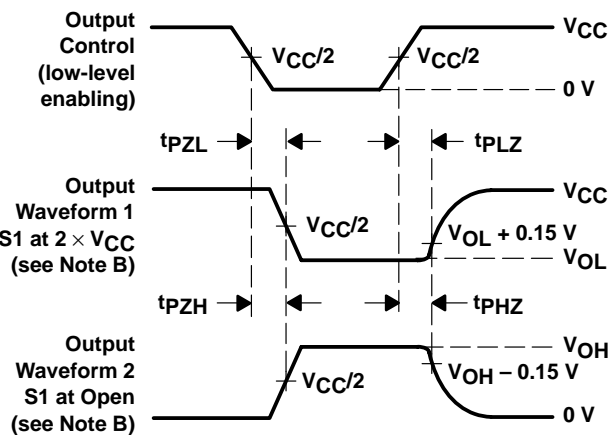 Output
Control
(low-level
enabling)
VCC/2
VCC/2
VCC
0 V
tPZL
tPLZ
Output
Waveform 1
S1 at 2 × VCC
(see Note B)
VCC/2
VCC
VOL + 0.15 V
VOL
tPZH
tPHZ
Output
Waveform 2
S1 at Open
(see Note B)
VCC/2
VOH
VOH − 0.15 V
0 V